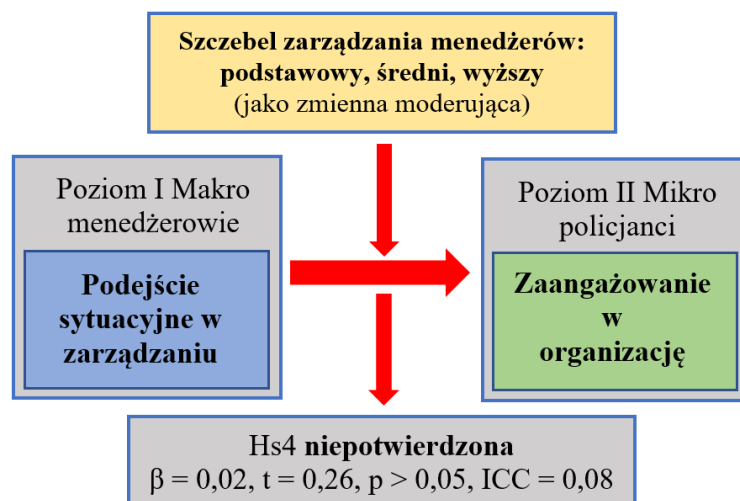 Szczebel zarządzania menedżerów:
podstawowy, średni, wyższy
(jako zmienna moderująca)
Poziom I Makro
menedżerowie
Podejście
sytuacyjne w
zarządzaniu
Poziom II Mikro
policjanci
Zaangażowanie
w
organizację
Hs4 niepotwierdzona
β = 0,02, t = 0,26, p > 0,05, ICC = 0,08